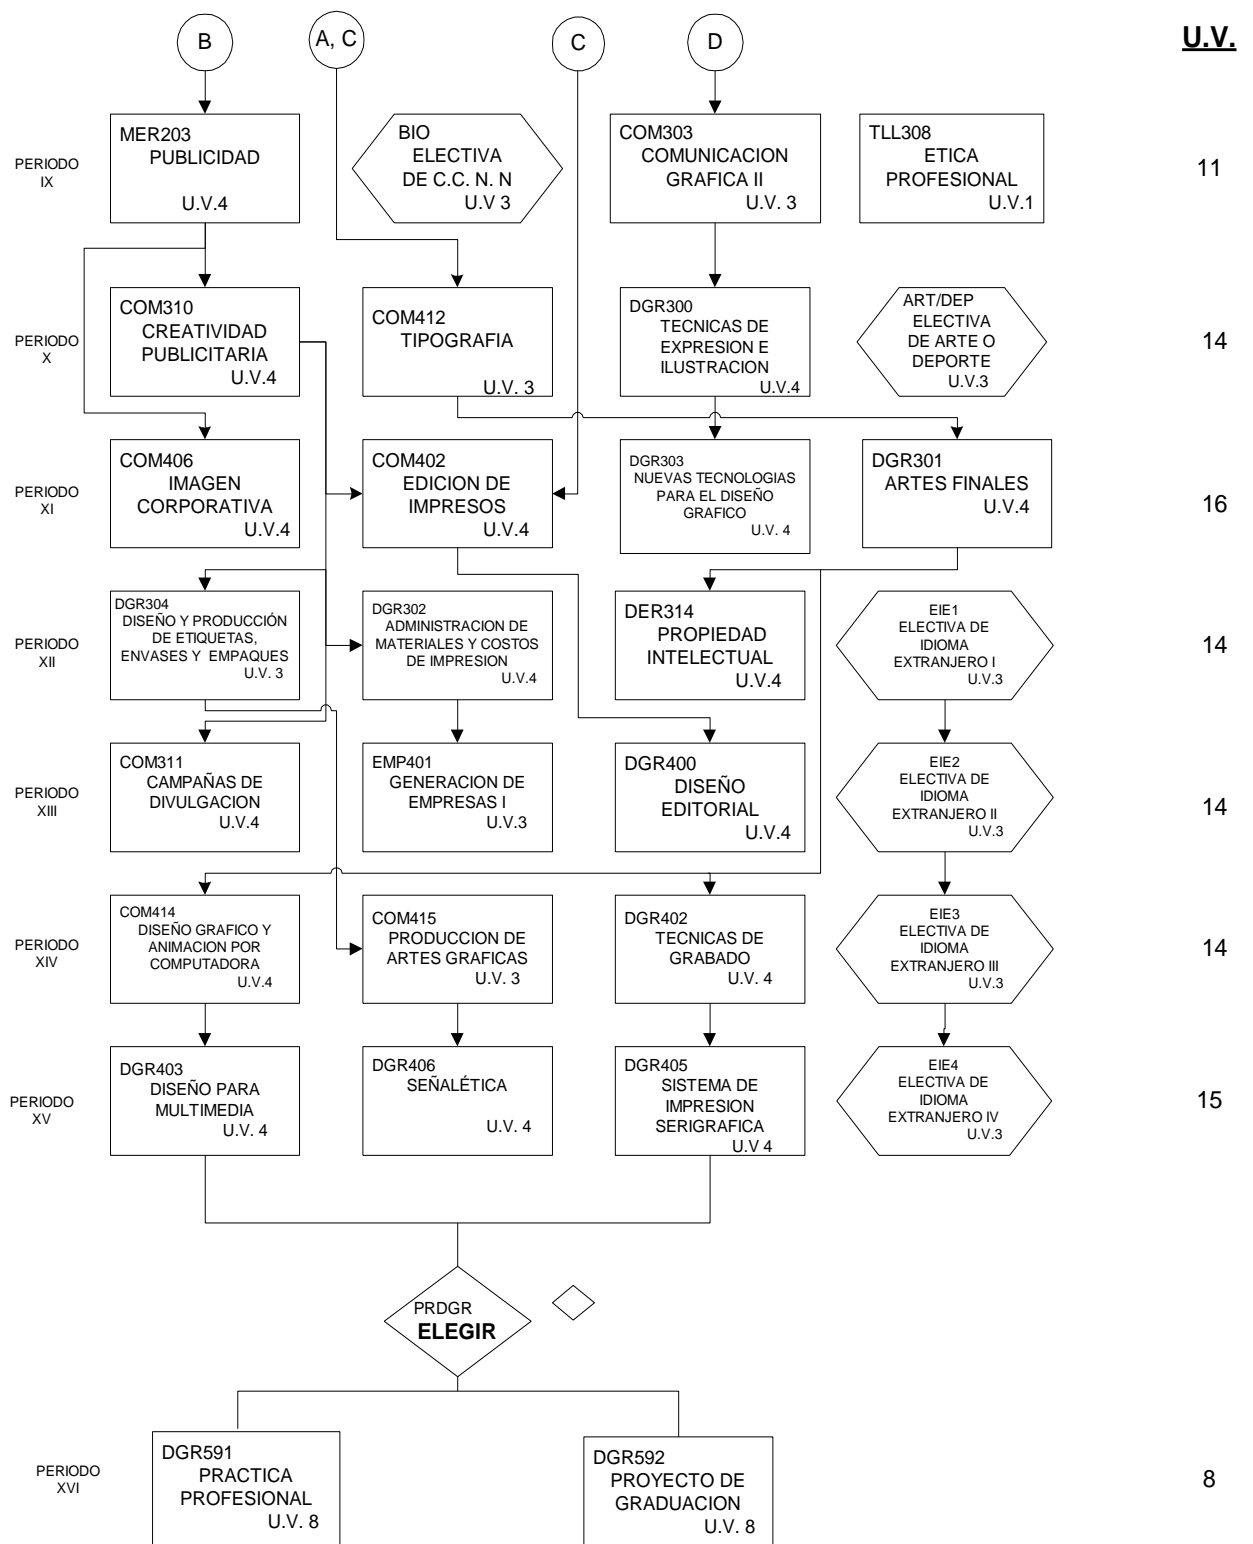 B
A, C
C
D
U.V.
PERIODO
IX
MER203
PUBLICIDAD
U.V.4
BIO
ELECTIVA
DE C.C. N. N
U.V 3
COM303
COMUNICACION
GRAFICA II
U.V. 3
TLL308
ETICA
PROFESIONAL
U.V.1
11
PERIODO
X
COM310
CREATIVIDAD
PUBLICITARIA
U.V.4
COM412
TIPOGRAFIA
U.V. 3
DGR300
TECNICAS DE
EXPRESION E
ILUSTRACION
U.V.4
ART/DEP
ELECTIVA
DE ARTE O
DEPORTE
U.V.3
14
PERIODO
XI
COM406
IMAGEN
CORPORATIVA
U.V.4
COM402
EDICION DE
IMPRESOS
U.V.4
DGR303
NUEVAS TECNOLOGIAS
PARA EL DISEÑO
GRAFICO
U.V. 4
DGR301
ARTES FINALES
U.V.4
16
PERIODO
XII
DGR304
DISEÑO Y PRODUCCIÓN
DE ETIQUETAS,
ENVASES Y EMPAQUES
U.V. 3
DGR302
ADMINISTRACION DE
MATERIALES Y COSTOS
DE IMPRESION
U.V.4
DER314
PROPIEDAD
INTELECTUAL
U.V.4
EIE1
ELECTIVA DE
IDIOMA
EXTRANJERO I
U.V.3
14
PERIODO
XIII
COM311
CAMPAÑAS DE
DIVULGACION
U.V.4
EMP401
GENERACION DE
EMPRESAS I
U.V.3
DGR400
DISEÑO
EDITORIAL
U.V.4
EIE2
ELECTIVA DE
IDIOMA
EXTRANJERO II
U.V.3
14
PERIODO
XIV
COM414
DISEÑO GRAFICO Y
ANIMACION POR
COMPUTADORA
U.V.4
COM415
PRODUCCION DE
ARTES GRAFICAS
U.V. 3
DGR402
TECNICAS DE
GRABADO
U.V. 4
EIE3
ELECTIVA DE
IDIOMA
EXTRANJERO III
U.V.3
14
PERIODO
XV
DGR403
DISEÑO PARA
MULTIMEDIA
U.V. 4
DGR406
SEÑALÉTICA
U.V. 4
DGR405
SISTEMA DE
IMPRESION
SERIGRAFICA
U.V 4
EIE4
ELECTIVA DE
IDIOMA
EXTRANJERO IV
U.V.3
15
PRDGR
ELEGIR
PERIODO
XVI
DGR591
PRACTICA
PROFESIONAL
U.V. 8
DGR592
PROYECTO DE
GRADUACION
U.V. 8
8